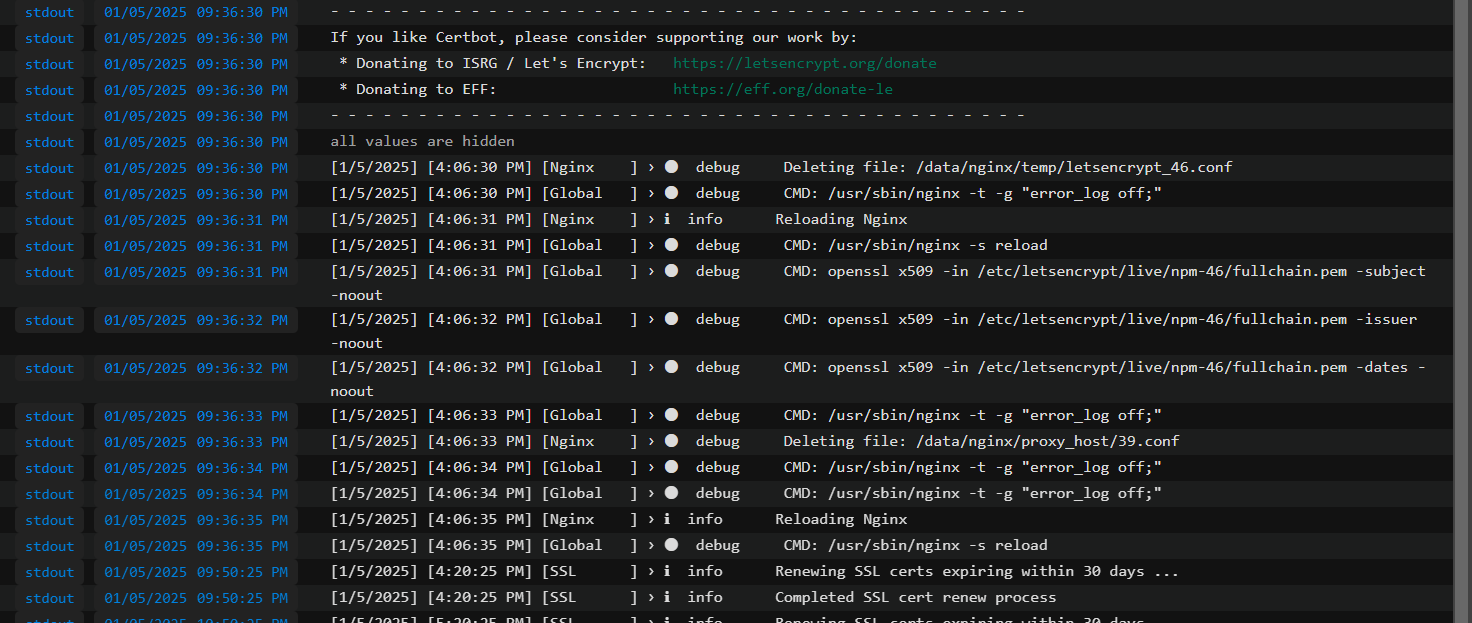 stdout 01/05/2025 09:36:30 PM - - - - - - - - - - - - - - - - - - - - - - - - - - - - - - - - - - - - - - - -
stdout 01/05/2025 09:36:30 PM If you like Certbot, please consider supporting our work by:
stdout 01/05/2025 09:36:30 PM * Donating to ISRG / Let's Encrypt: https://letsencrypt.org/donate
stdout 01/05/2025 09:36:30 PM * Donating to EFF: https://eff.org/donate-le
stdout 01/05/2025 09:36:30 PM - - - - - - - - - - - - - - - - - - - - - - - - - - - - - - - - - - - - - - - -
stdout 01/05/2025 09:36:30 PM all values are hidden
stdout 01/05/2025 09:36:30 PM [1/5/2025] [4:06:30 PM] [Nginx ] › ⬤ debug Deleting file: /data/nginx/temp/letsencrypt_46.conf
stdout 01/05/2025 09:36:30 PM [1/5/2025] [4:06:30 PM] [Global ] › ⬤ debug CMD: /usr/sbin/nginx -t -g "error_log off;"
stdout 01/05/2025 09:36:31 PM [1/5/2025] [4:06:31 PM] [Nginx ] › ℹ info Reloading Nginx
stdout 01/05/2025 09:36:31 PM [1/5/2025] [4:06:31 PM] [Global ] › ⬤ debug CMD: /usr/sbin/nginx -s reload
stdout 01/05/2025 09:36:31 PM [1/5/2025] [4:06:31 PM] [Global ] › ⬤ debug CMD: openssl x509 -in /etc/letsencrypt/live/npm-46/fullchain.pem -subject
-noout
stdout 01/05/2025 09:36:32 PM [1/5/2025] [4:06:32 PM] [Global ] › ⬤ debug CMD: openssl x509 -in /etc/letsencrypt/live/npm-46/fullchain.pem -issuer
-noout
stdout 01/05/2025 09:36:32 PM [1/5/2025] [4:06:32 PM] [Global ] › ⬤ debug CMD: openssl x509 -in /etc/letsencrypt/live/npm-46/fullchain.pem -dates -
noout
stdout 01/05/2025 09:36:33 PM [1/5/2025] [4:06:33 PM] [Global ] › ⬤ debug CMD: /usr/sbin/nginx -t -g "error_log off;"
stdout 01/05/2025 09:36:33 PM [1/5/2025] [4:06:33 PM] [Nginx ] › ⬤ debug Deleting file: /data/nginx/proxy_host/39.conf
stdout 01/05/2025 09:36:34 PM [1/5/2025] [4:06:34 PM] [Global ] › ⬤ debug CMD: /usr/sbin/nginx -t -g "error_log off;"
stdout 01/05/2025 09:36:34 PM [1/5/2025] [4:06:34 PM] [Global ] › ⬤ debug CMD: /usr/sbin/nginx -t -g "error_log off;"
stdout 01/05/2025 09:36:35 PM [1/5/2025] [4:06:35 PM] [Nginx ] › ℹ info Reloading Nginx
stdout 01/05/2025 09:36:35 PM [1/5/2025] [4:06:35 PM] [Global ] › ⬤ debug CMD: /usr/sbin/nginx -s reload
stdout 01/05/2025 09:50:25 PM [1/5/2025] [4:20:25 PM] [SSL ] › ℹ info Renewing SSL certs expiring within 30 days ...
stdout 01/05/2025 09:50:25 PM [1/5/2025] [4:20:25 PM] [SSL ] › ℹ info Completed SSL cert renew process